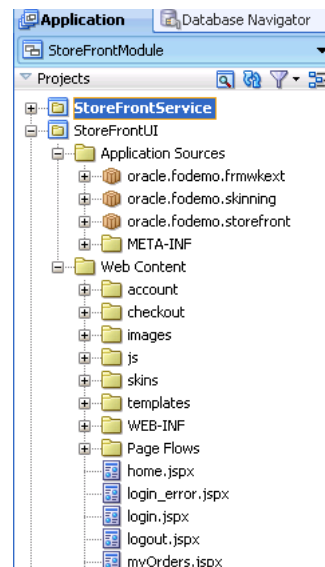 Application Database Navigator
StoreFrontModule
Projects
StoreFrontService
StoreFrontUI
Application Sources
oracle.fodemo.frmwkext
oracle.fodemo.skinning
oracle.fodemo.storefront
META-INF
Web Content
account
checkout
images
js
skins
templates
WEB-INF
Page Flows
home.jspx
login_error.jspx
login.jspx
logout.jspx
myOrders.jspx